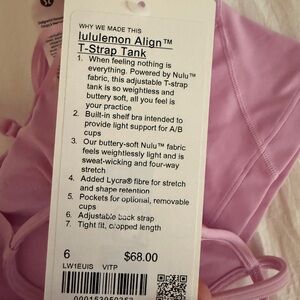 WHY WE MADE THIS
lululemon Align™
T-Strap Tank
1. When feeling nothing is
everything. Powered by Nulu™
fabric, this adjustable T-strap
tank is so weightless and
buttery soft, all you feel is
your practice
2. Built-in shelf bra intended to
provide light support for A/B
cups
3. Our buttery-soft Nulu™ fabric
feels weightlessly light and is
sweat-wicking and four-way
stretch
4. Added Lycra® fibre for stretch
and shape retention
5. Pockets for optional, removable
cups
6. Adjustable back strap
7. Tight fit, cropped length
6 $68.00
LW1EUIS VITP